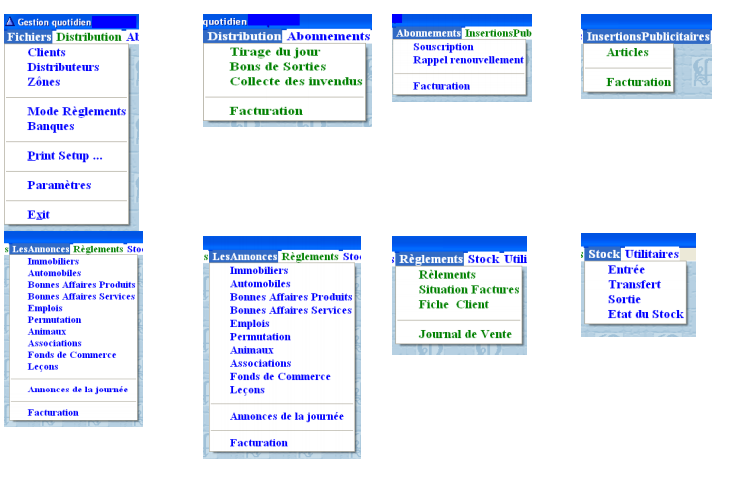 Gestion quotidien
Fichiers Distribution Al
Clients
Distributeurs
Zônes
Mode Règlements
Banques
Print Setup ...
Paramètres
Exit
quotidien
Distribution Abonnements
Tirage du jour
Bons de Sorties
Collecte des invendus
Facturation
Abonnements InsertionsPub
Souscription
Rappel renouvellement
Facturation
InsertionsPublicitaires
Articles
Facturation
s LesAnnonces Règlements Sto
Immobiliers
Automobiles
Bonnes Affaires Produits
Bonnes Affaires Services
Emplois
Permutation
Animaux
Associations
Fonds de Commerce
Leçons
Annonces de la journée
Facturation
s LesAnnonces Règlements Sto
Immobiliers
Automobiles
Bonnes Affaires Produits
Bonnes Affaires Services
Emplois
Permutation
Animaux
Associations
Fonds de Commerce
Leçons
Annonces de la journée
Facturation
s Règlements Stock Utili
Rèlements
Situation Factures
Fiche Client
Journal de Vente
Stock Utilitaires
Entrée
Transfert
Sortie
Etat du Stock